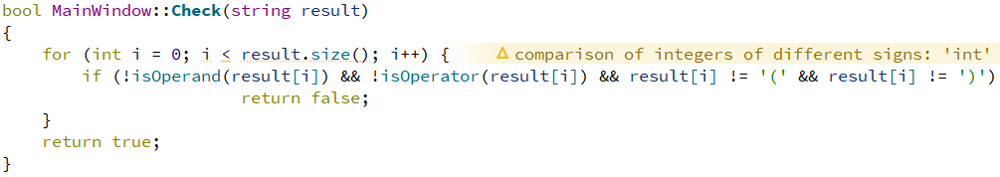 bool MainWindow::Check(string result)
{
    for (int i = 0; i < result.size(); i++) {    △ comparison of integers of different signs: 'int'
        if (!isOperand(result[i]) && !isOperator(result[i]) && result[i] != '(' && result[i] != ')')
                        return false;
    }
    return true;
}